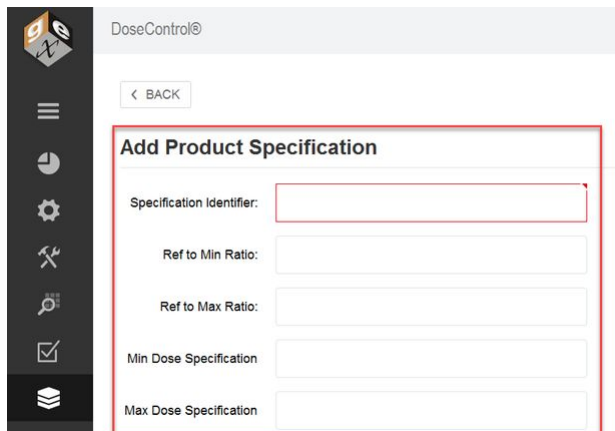 gex
DoseControl®
< BACK
Add Product Specification
Specification Identifier:
Ref to Min Ratio:
Ref to Max Ratio:
Min Dose Specification
Max Dose Specification